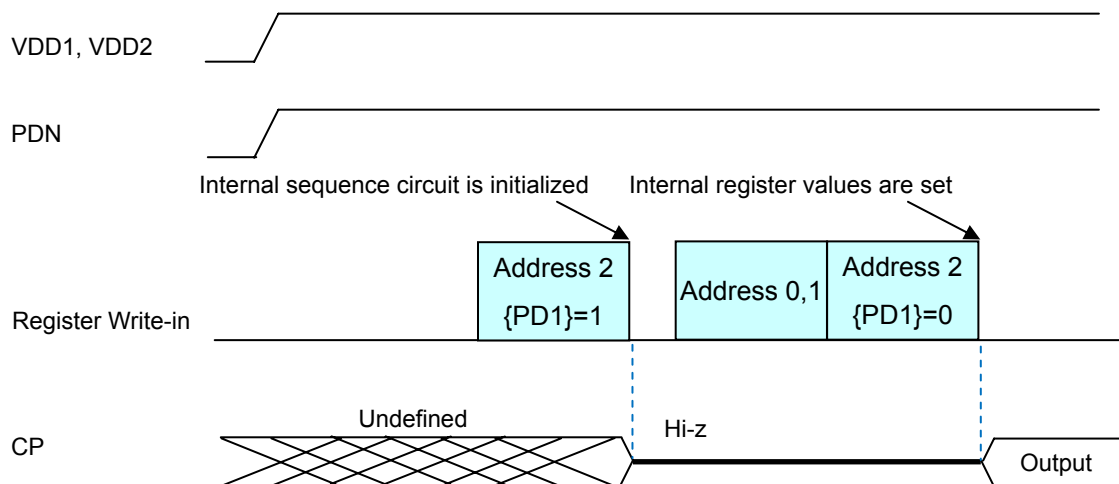 VDD1, VDD2
PDN
Internal sequence circuit is initialized
Internal register values are set
Register Write-in
Address 2
{PD1}=1
Address 0,1
Address 2
{PD1}=0
CP
Undefined
Hi-z
Output